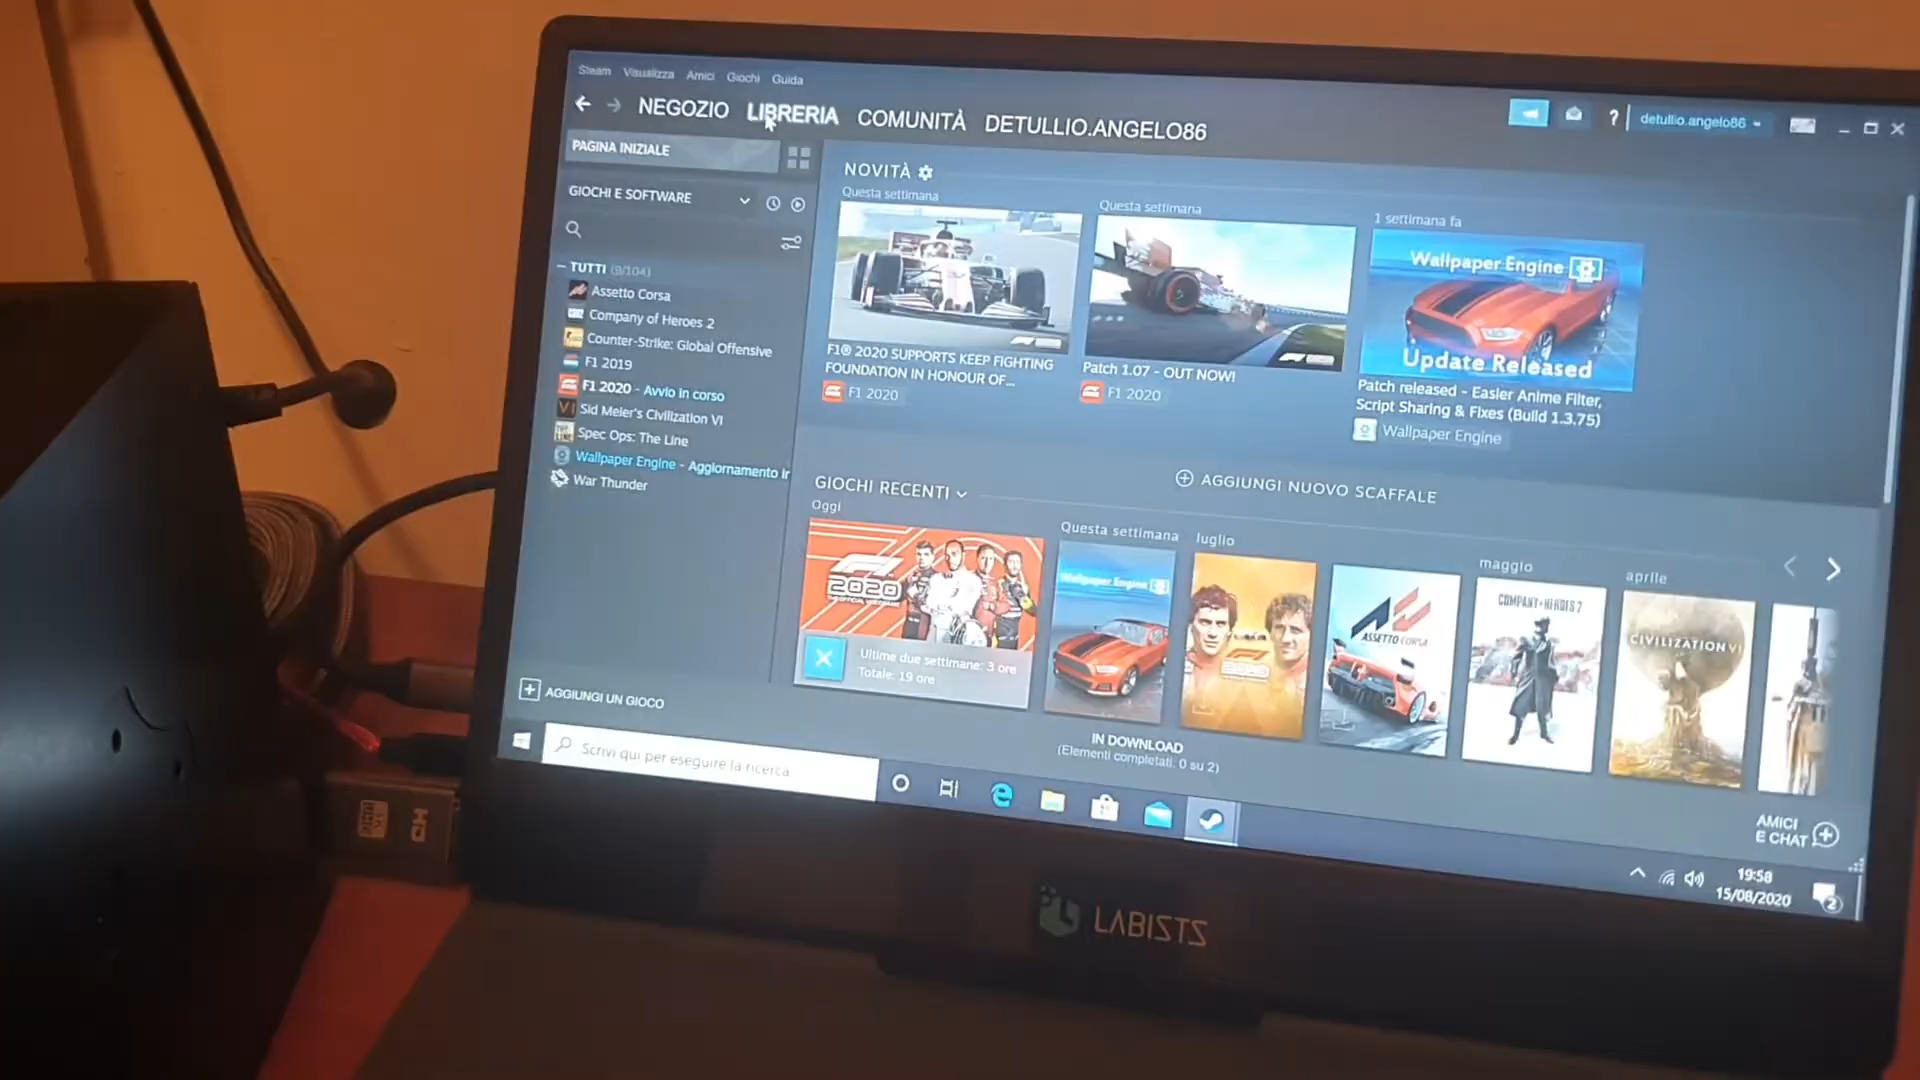 Steam Visualizza Amici Giochi Guida
NEGOZIO LIBRERIA COMUNITÀ DETULLIO.ANGELO86
? detullio.angelo86
PAGINA INIZIALE
GIOCHI E SOFTWARE
TUTTI (9/104)
Assetto Corsa
Company of Heroes 2
Counter-Strike: Global Offensive
F1 2019
F1 2020 - Avvio in corso
Sid Meier's Civilization VI
Spec Ops: The Line
Wallpaper Engine - Aggiornamento in
War Thunder
AGGIUNGI UN GIOCO
NOVITÀ
Questa settimana
F1® 2020 SUPPORTS KEEP FIGHTING
FOUNDATION IN HONOUR OF...
F1 2020
Questa settimana
Patch 1.07 - OUT NOW!
F1 2020
1 settimana fa
Wallpaper Engine
Update Released
Patch released - Easier Anime Filter,
Script Sharing & Fixes (Build 1.3.75)
Wallpaper Engine
GIOCHI RECENTI
AGGIUNGI NUOVO SCAFFALE
Oggi
F1
2020
Ultime due settimane: 3 ore
Totale: 19 ore
Questa settimana
Wallpaper Engine
luglio
ASSETTO CORSA
maggio
COMPANY OF HEROES 2
aprile
CIVILIZATION VI
IN DOWNLOAD
(Elementi completati: 0 su 2)
AMICI
E CHAT
Scrivi qui per eseguire la ricerca
19:58
15/08/2020
2
LABISTS